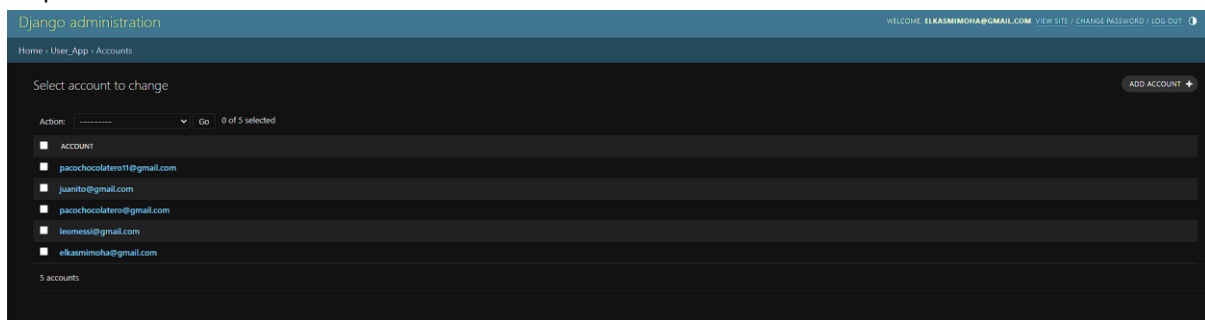 Django administration
WELCOME, ELKASMIMOHA@GMAIL.COM. VIEW SITE / CHANGE PASSWORD / LOG OUT
Home › User_App › Accounts
Select account to change
ADD ACCOUNT +
Action: --------- Go 0 of 5 selected
ACCOUNT
pacochocolatero11@gmail.com
juanito@gmail.com
pacochocolatero@gmail.com
leomessi@gmail.com
elkasmimoha@gmail.com
5 accounts